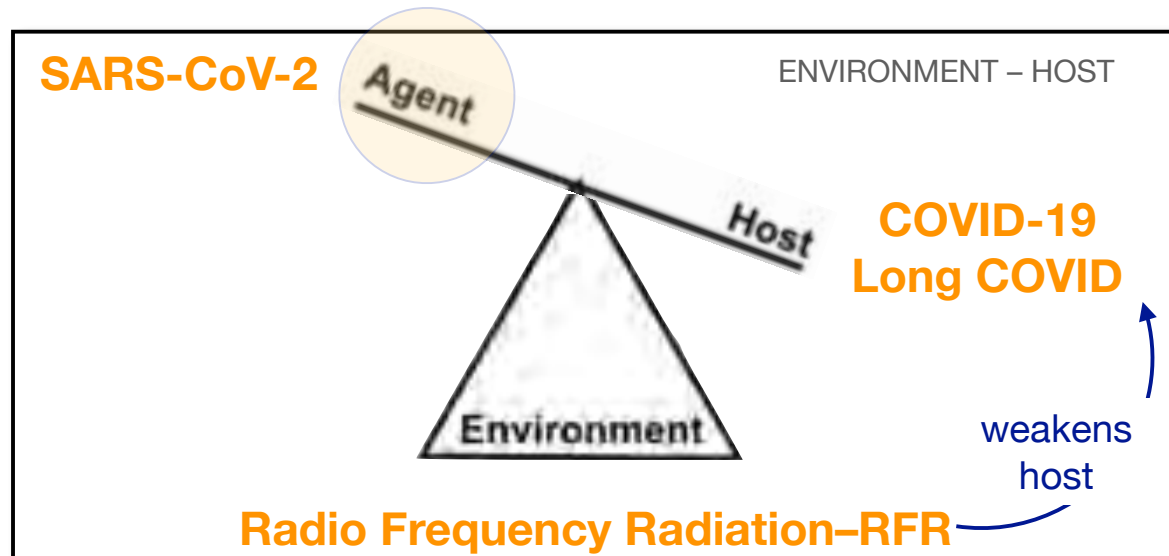 SARS-CoV-2
Agent
ENVIRONMENT – HOST
Host
COVID-19
Long COVID
Environment
weakens
host
Radio Frequency Radiation–RFR